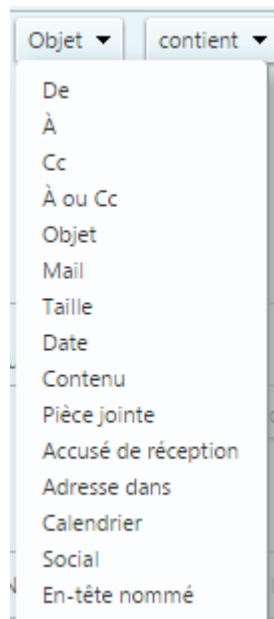 Objet contient
De
À
Cc
À ou Cc
Objet
Mail
Taille
Date
Contenu
Pièce jointe
Accusé de réception
Adresse dans
Calendrier
Social
En-tête nommé